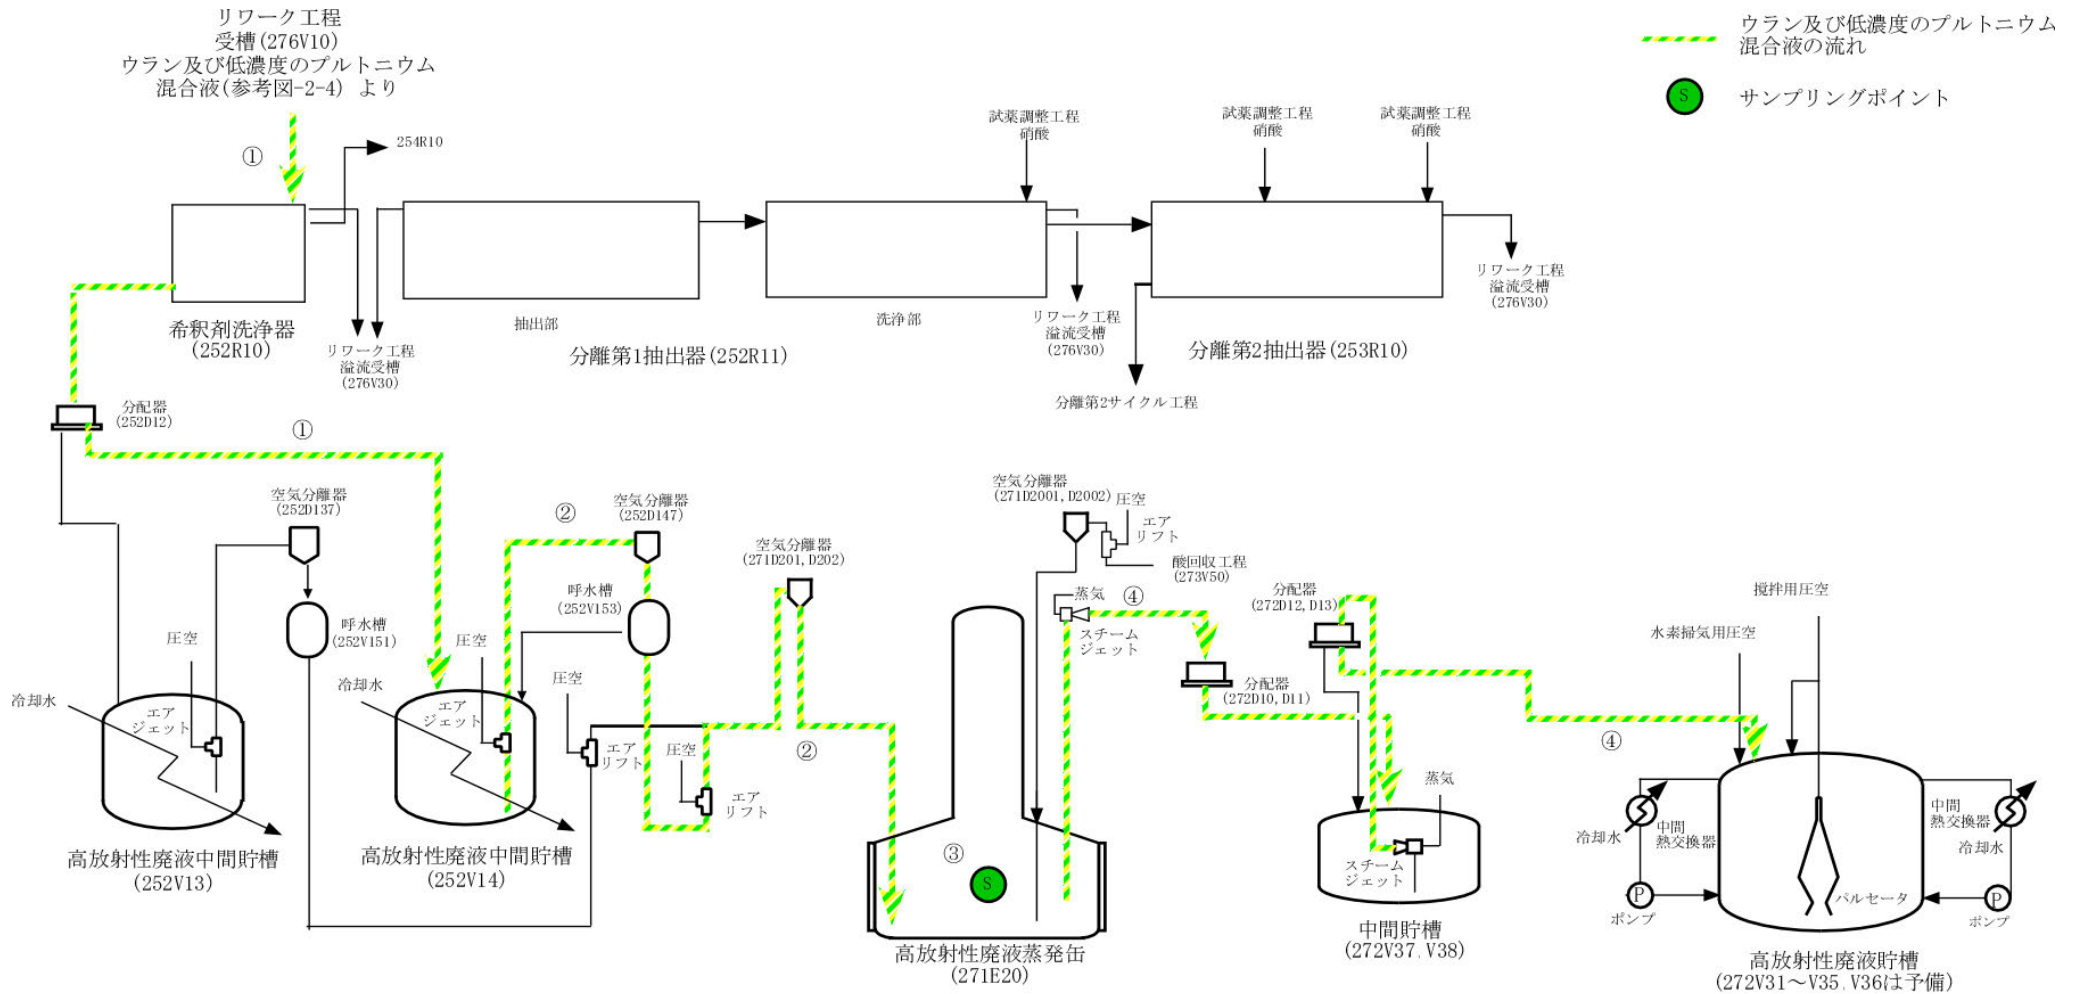 リワーク工程
受槽(276V10)
ウラン及び低濃度のプルトニウム
混合液(参考図-2-4) より
ウラン及び低濃度のプルトニウム
混合液の流れ
S
サンプリングポイント
①
254R10
試薬調整工程
硝酸
試薬調整工程
硝酸
試薬調整工程
硝酸
希釈剤洗浄器
(252R10)
リワーク工程
溢流受槽
(276V30)
抽出部
分離第1抽出器(252R11)
洗浄部
リワーク工程
溢流受槽
(276V30)
分離第2抽出器(253R10)
リワーク工程
溢流受槽
(276V30)
分離第2サイクル工程
分配器
(252D12)
①
空気分離器
(252D137)
呼水槽
(252V151)
圧空
冷却水
エア
ジェット
高放射性廃液中間貯槽
(252V13)
②
空気分離器
(252D147)
呼水槽
(252V153)
圧空
冷却水
エア
ジェット
高放射性廃液中間貯槽
(252V14)
圧空
エア
リフト
圧空
エア
リフト
空気分離器
(271D201,D202)
②
空気分離器
(271D2001,D2002)
圧空
エア
リフト
酸回収工程
(273V50)
蒸気
④
スチーム
ジェット
③
S
高放射性廃液蒸発缶
(271E20)
分配器
(272D10,D11)
分配器
(272D12,D13)
蒸気
スチーム
ジェット
中間貯槽
(272V37.V38)
④
撹拌用圧空
水素掃気用圧空
冷却水
中間
熱交換器
P
ポンプ
パルセータ
中間
熱交換器
冷却水
P
ポンプ
高放射性廃液貯槽
(272V31～V35.V36は予備)